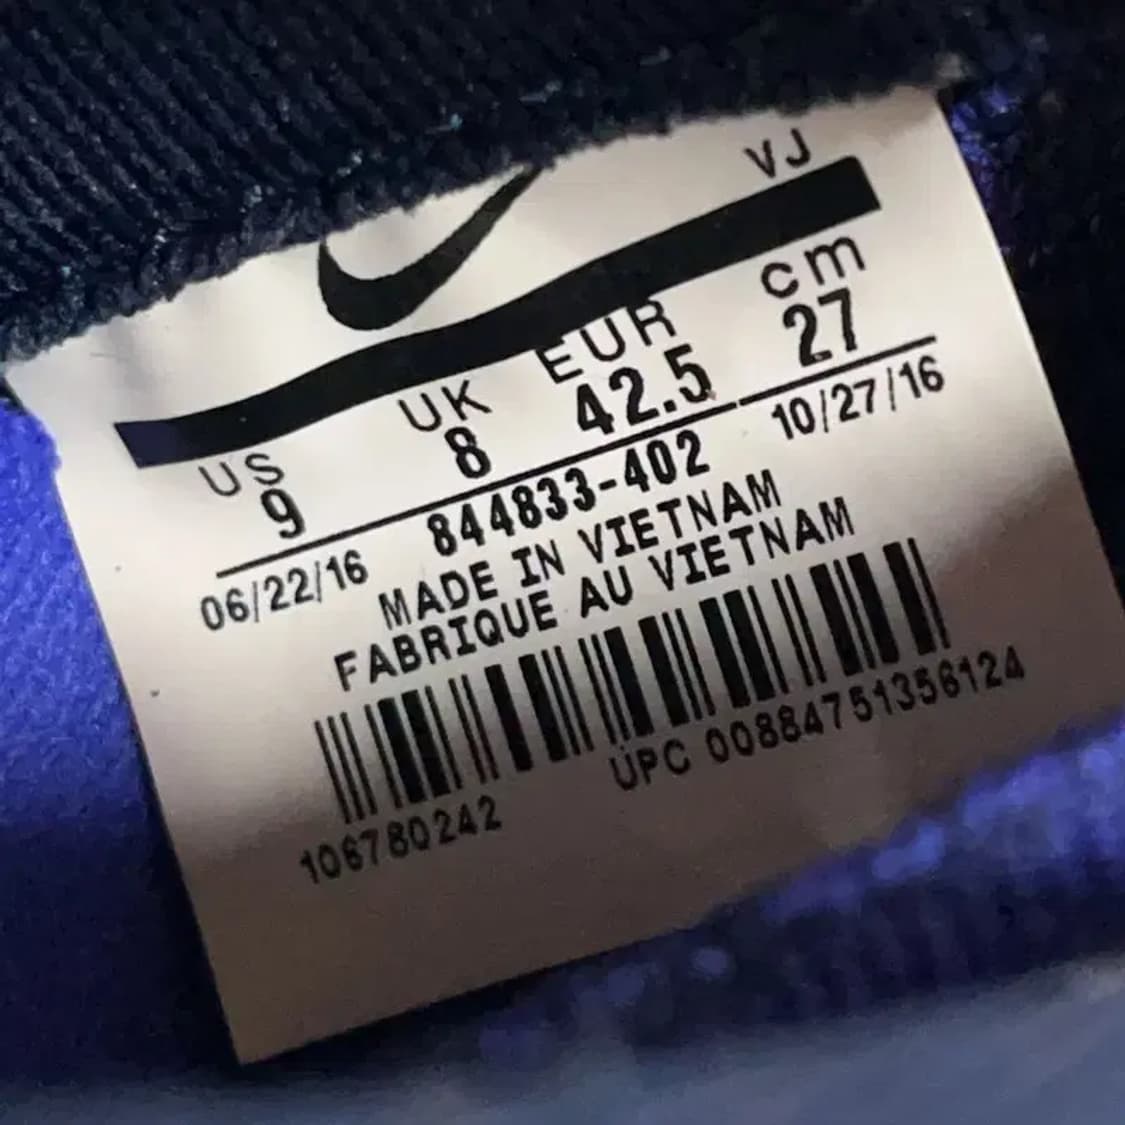 VJ
US UK EUR cm
9 8 42.5 27
06/22/16 844833-402 10/27/16
MADE IN VIETNAM
FABRIQUE AU VIETNAM
106780242 UPC 00884751356124